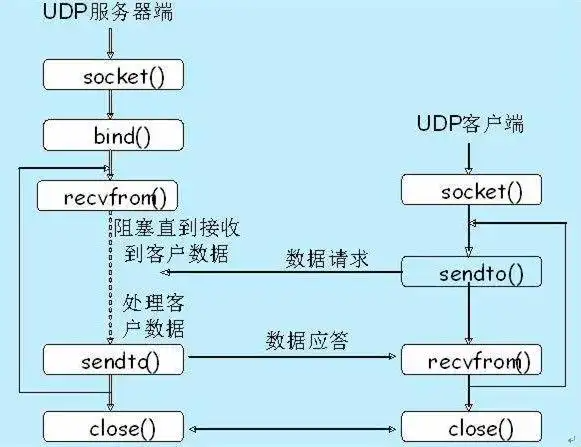 UDP服务器端
socket()
bind()
recvfrom()
阻塞直到接收
到客户数据
处理客
户数据
sendto()
close()
UDP客户端
socket()
数据请求
sendto()
数据应答
recvfrom()
close()